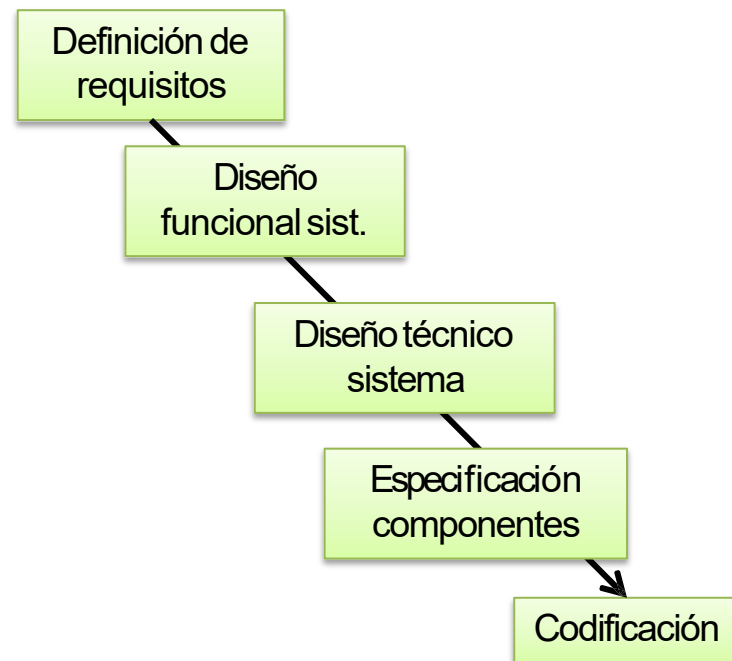 Definición de
requisitos
Diseño
funcional sist.
Diseño técnico
sistema
Especificación
componentes
Codificación